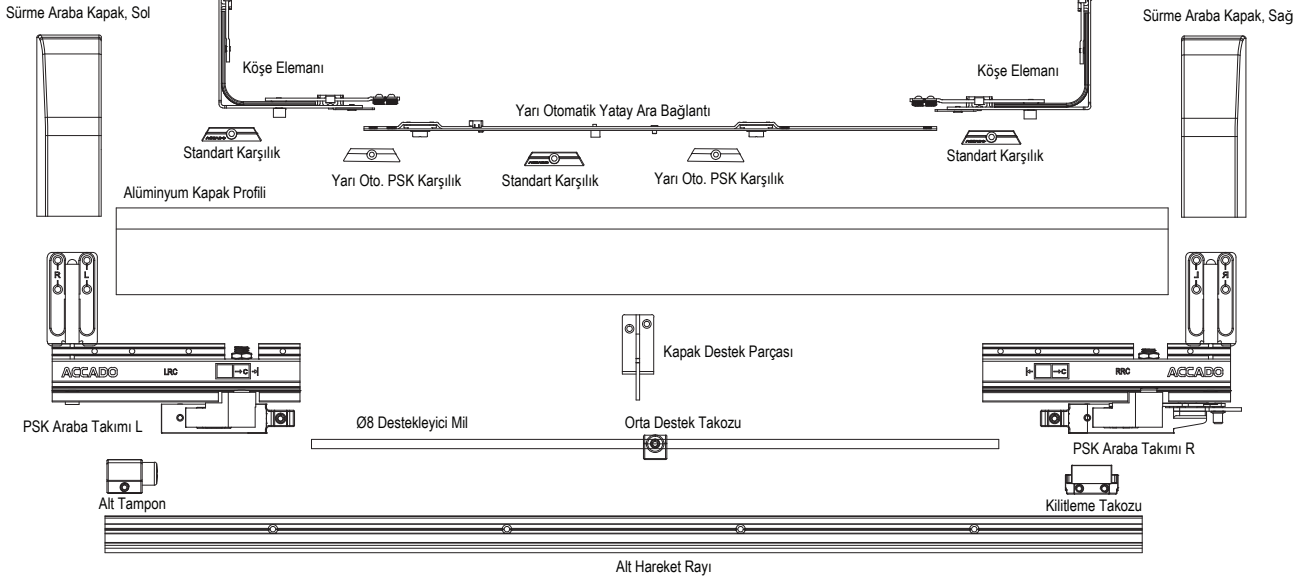 Sürme Araba Kapak, Sol
Sürme Araba Kapak, Sağ
Köşe Elemanı
Köşe Elemanı
Yarı Otomatik Yatay Ara Bağlantı
Standart Karşılık
Yarı Oto. PSK Karşılık
Standart Karşılık
Yarı Oto. PSK Karşılık
Standart Karşılık
Alüminyum Kapak Profili
R L
L R
Kapak Destek Parçası
ACCADO LRC C
C RRC ACCADO
PSK Araba Takımı L
Ø8 Destekleyici Mil
Orta Destek Takozu
PSK Araba Takımı R
Alt Tampon
Kilitleme Takozu
Alt Hareket Rayı